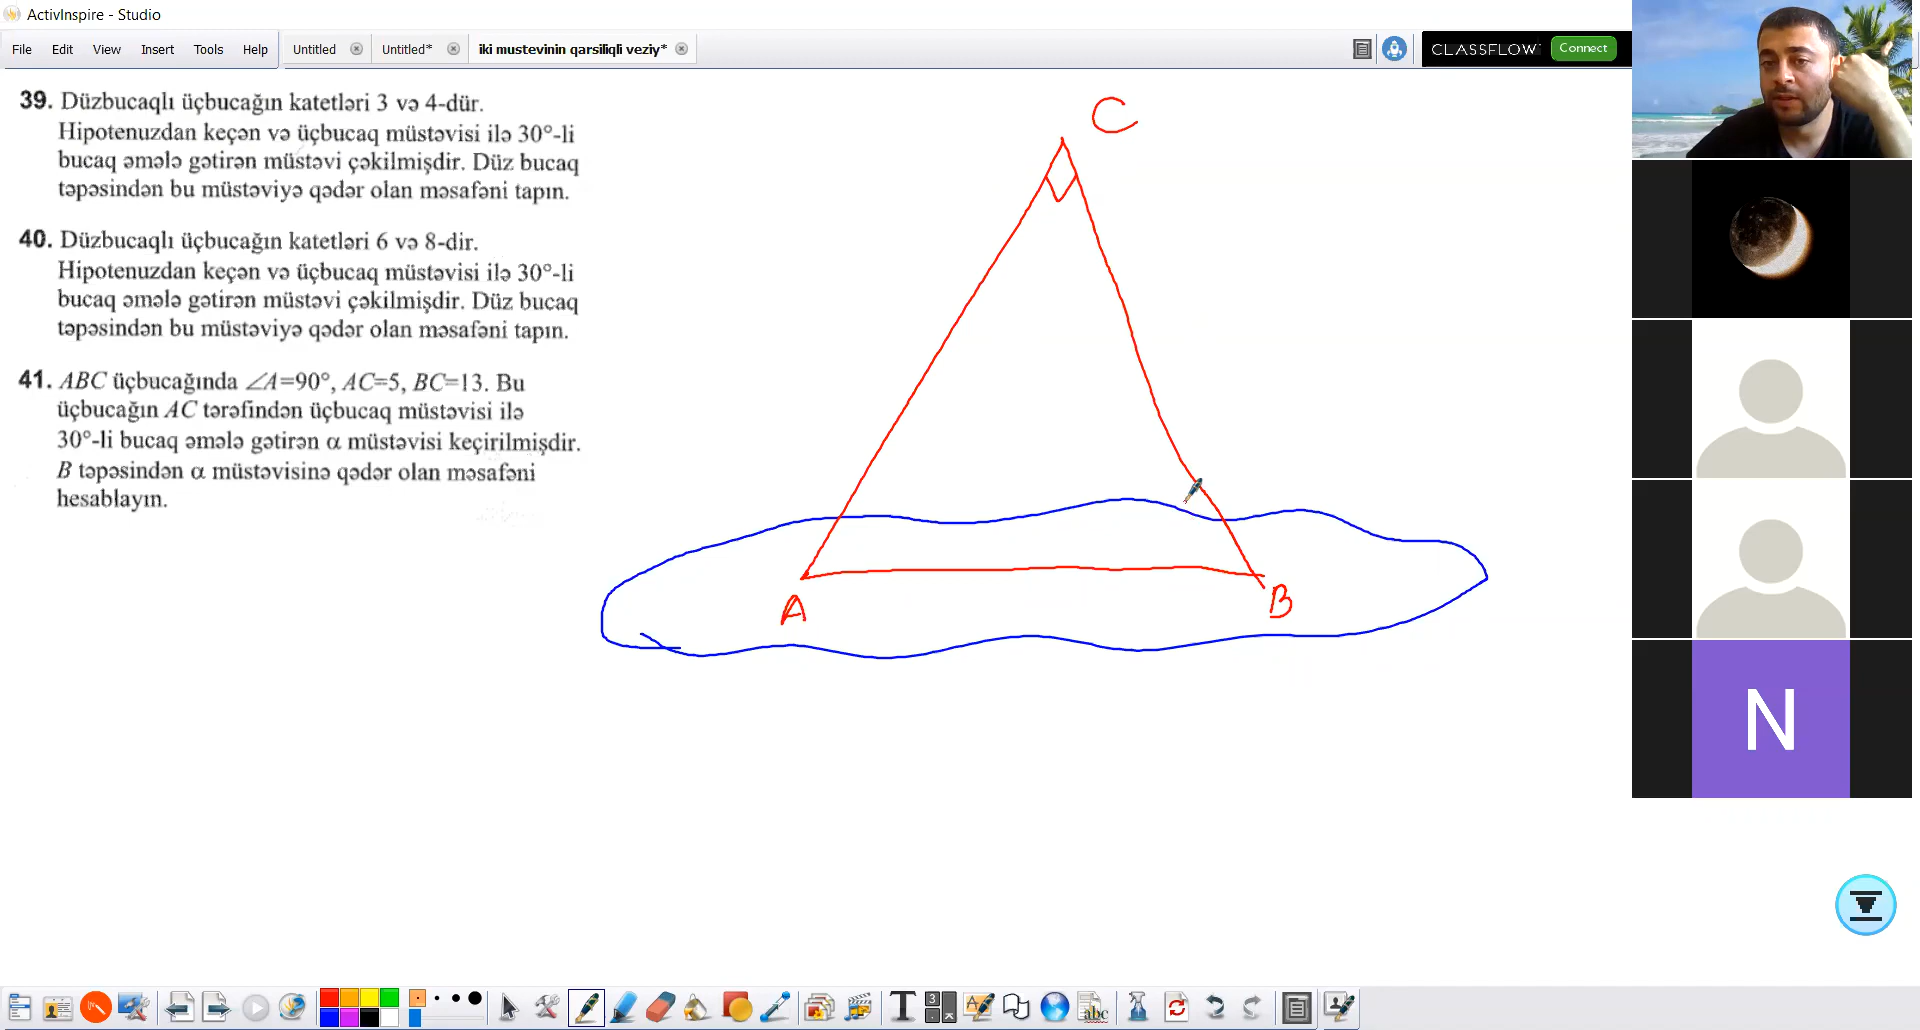 ActivInspire - Studio
File Edit View Insert Tools Help
Untitled Untitled* iki mustevinin qarsiliqli veziy*
CLASSFLOW Connect
39. Düzbucaqlı üçbucağın katetləri 3 və 4-dür.
Hipotenuzdan keçən və üçbucaq müstəvisi ilə 30°-li
bucaq əmələ gətirən müstəvi çəkilmişdir. Düz bucaq
təpəsindən bu müstəviyə qədər olan məsafəni tapın.
40. Düzbucaqlı üçbucağın katetləri 6 və 8-dir.
Hipotenuzdan keçən və üçbucaq müstəvisi ilə 30°-li
bucaq əmələ gətirən müstəvi çəkilmişdir. Düz bucaq
təpəsindən bu müstəviyə qədər olan məsafəni tapın.
41. ABC üçbucağında ∠A=90°, AC=5, BC=13. Bu
üçbucağın AC tərəfindən üçbucaq müstəvisi ilə
30°-li bucaq əmələ gətirən α müstəvisi keçirilmişdir.
B təpəsindən α müstəvisinə qədər olan məsafəni
hesablayın.
C
A
B
N